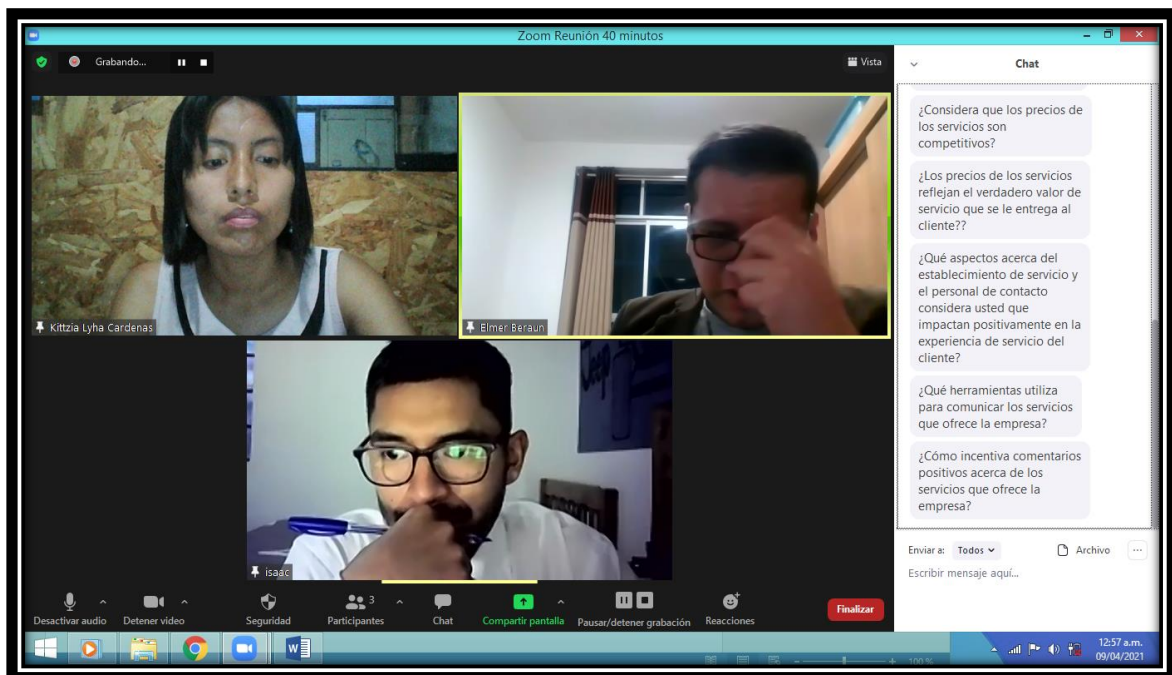 Zoom Reunión 40 minutos
Grabando...
Vista
Kittzia Lyha Cardenas
Elmer Beraun
isaac
Desactivar audio
Detener video
Seguridad
3
Participantes
Chat
Compartir pantalla
Pausar/detener grabación
Reacciones
Finalizar
Chat
¿Considera que los precios de
los servicios son
competitivos?
¿Los precios de los servicios
reflejan el verdadero valor de
servicio que se le entrega al
cliente??
¿Qué aspectos acerca del
establecimiento de servicio y
el personal de contacto
considera usted que
impactan positivamente en la
experiencia de servicio del
cliente?
¿Qué herramientas utiliza
para comunicar los servicios
que ofrece la empresa?
¿Cómo incentiva comentarios
positivos acerca de los
servicios que ofrece la
empresa?
Enviar a: Todos
Archivo
Escribir mensaje aquí...
100 %
12:57 a.m.
09/04/2021